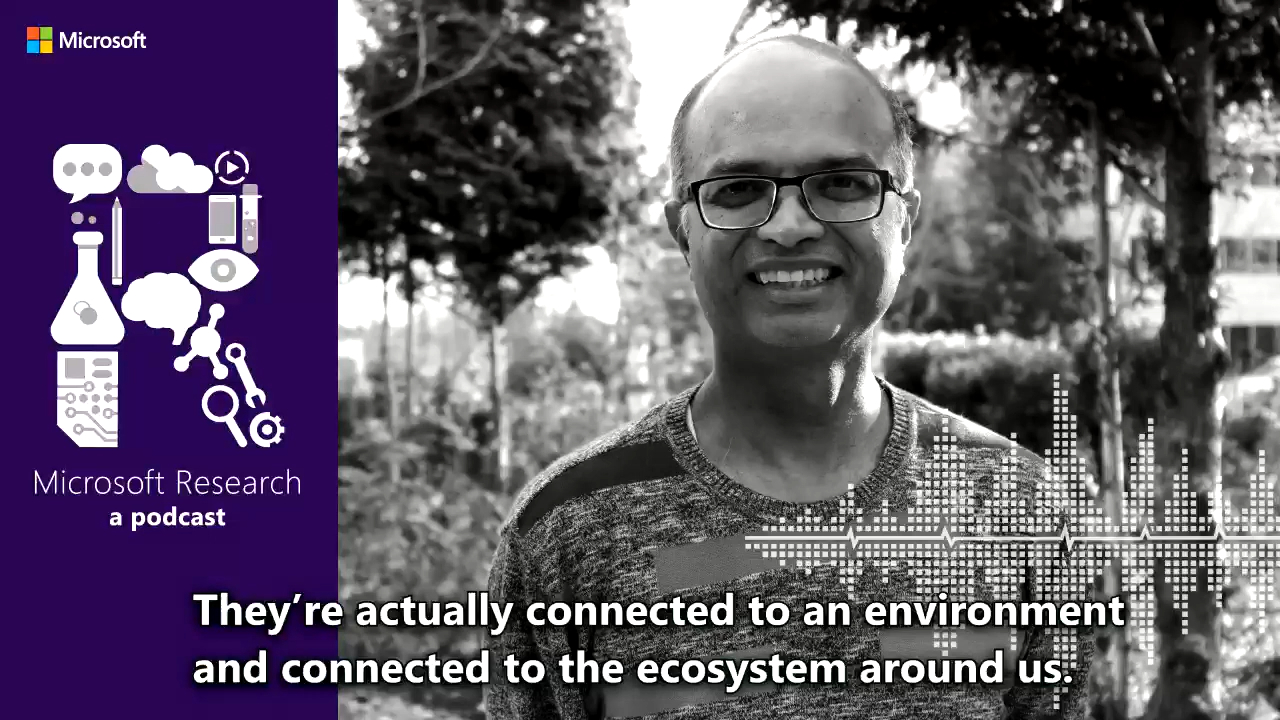 Microsoft
Microsoft Research
a podcast
They’re actually connected to an environment
and connected to the ecosystem around us.